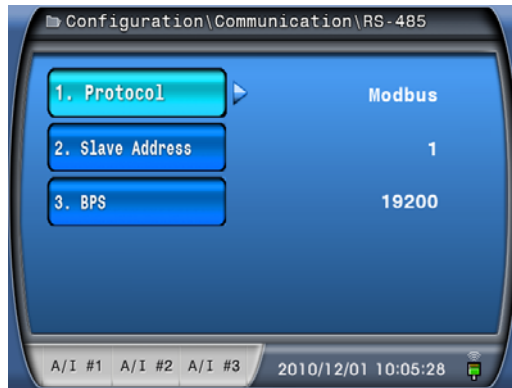 Configuration\Communication\RS-485
1. Protocol Modbus
2. Slave Address 1
3. BPS 19200
A/I #1 A/I #2 A/I #3 2010/12/01 10:05:28